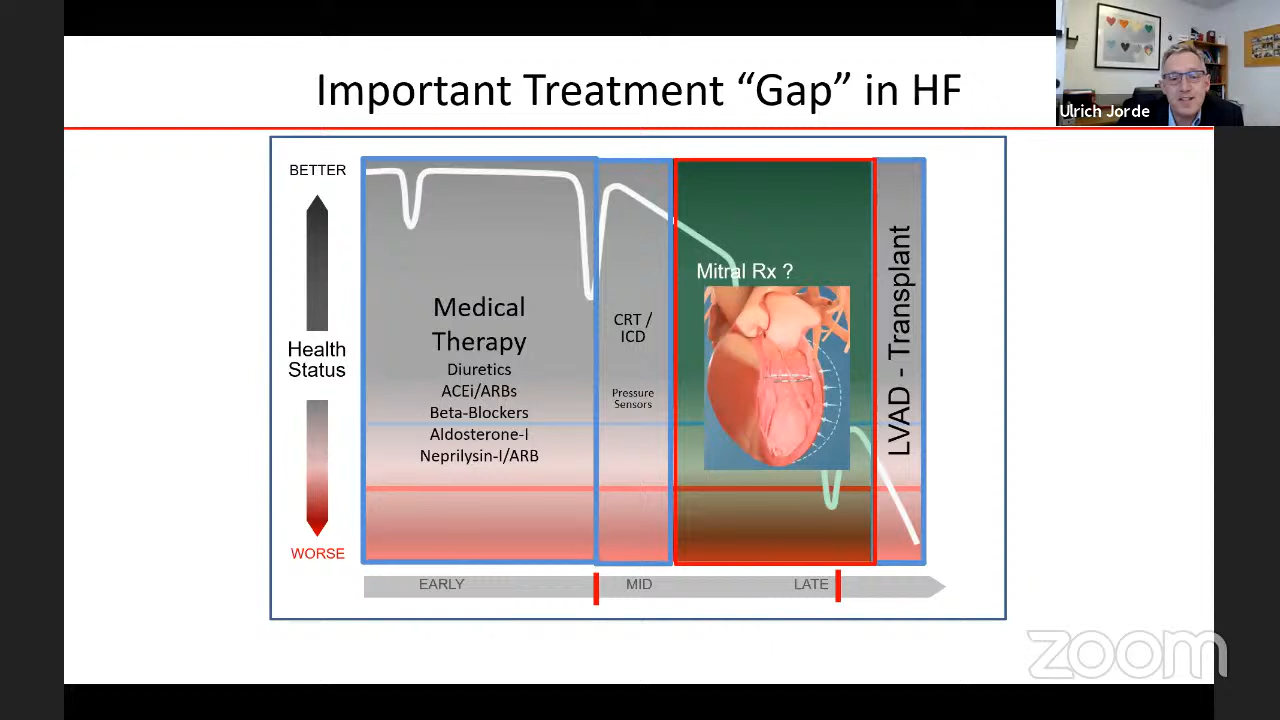 Important Treatment “Gap” in HF
Ulrich Jorde
BETTER
Health
Status
WORSE
Medical
Therapy
Diuretics
ACEi/ARBs
Beta-Blockers
Aldosterone-I
Neprilysin-I/ARB
CRT /
ICD
Pressure
Sensors
Mitral Rx ?
LVAD - Transplant
EARLY
MID
LATE
zoom